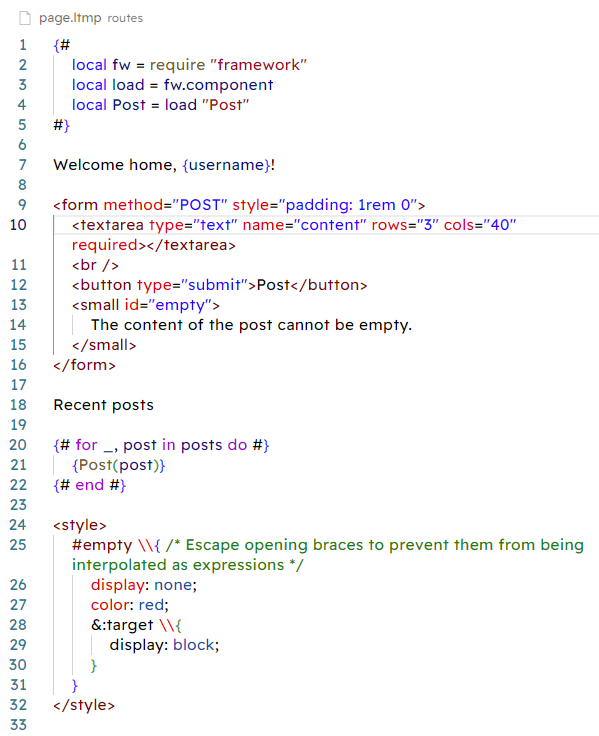 page.ltmp routes
1 {#
2 local fw = require "framework"
3 local load = fw.component
4 local Post = load "Post"
5 #}
6
7 Welcome home, {username}!
8
9 <form method="POST" style="padding: 1rem 0">
10 <textarea type="text" name="content" rows="3" cols="40"
required></textarea>
11 <br />
12 <button type="submit">Post</button>
13 <small id="empty">
14 The content of the post cannot be empty.
15 </small>
16 </form>
17
18 Recent posts
19
20 {# for _, post in posts do #}
21 {Post(post)}
22 {# end #}
23
24 <style>
25 #empty \\{ /* Escape opening braces to prevent them from being
interpolated as expressions */
26 display: none;
27 color: red;
28 &:target \\{
29 display: block;
30 }
31 }
32 </style>
33